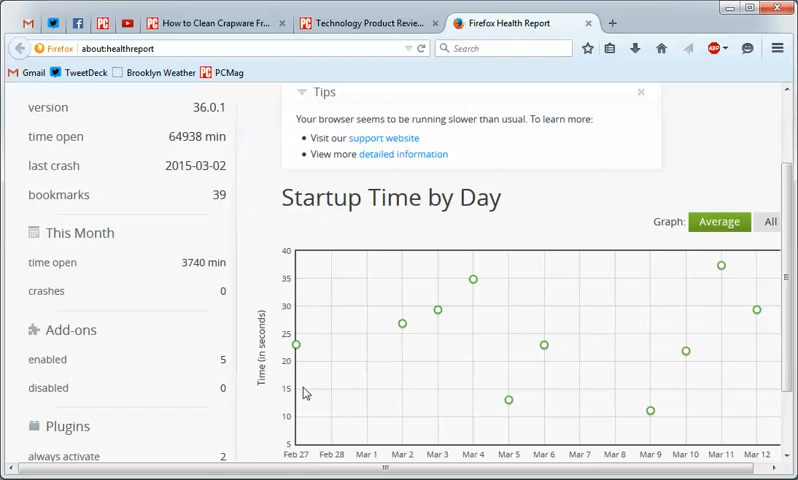 How to Clean Crapware Fr...
Technology Product Revie...
Firefox Health Report
Firefox
about:healthreport
Search
ABP
Gmail
TweetDeck
Brooklyn Weather
PCMag
version 36.0.1
time open 64938 min
last crash 2015-03-02
bookmarks 39
This Month
time open 3740 min
crashes 0
Add-ons
enabled 5
disabled 0
Plugins
always activate 2
Tips
Your browser seems to be running slower than usual. To learn more:
• Visit our support website
• View more detailed information
Startup Time by Day
Graph: Average All
Time (in seconds)
40
35
30
25
20
15
10
5
Feb 27 Feb 28 Mar 1 Mar 2 Mar 3 Mar 4 Mar 5 Mar 6 Mar 7 Mar 8 Mar 9 Mar 10 Mar 11 Mar 12